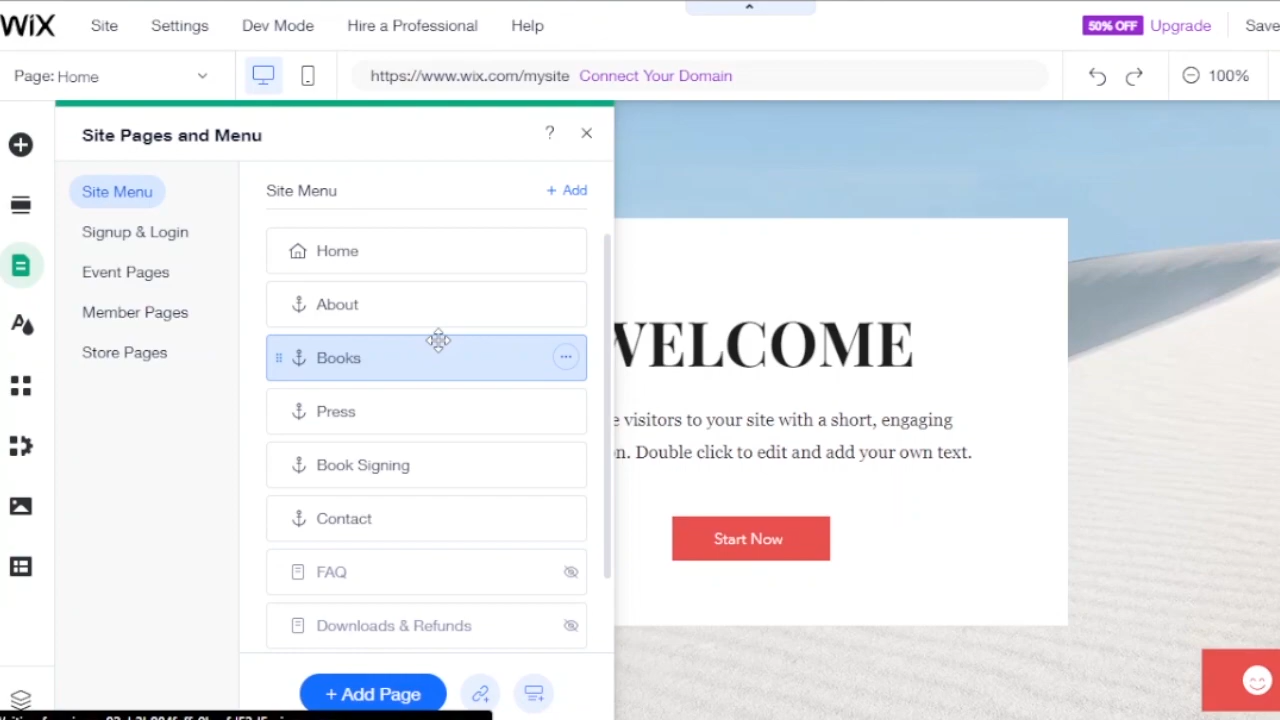 WiX Site Settings Dev Mode Hire a Professional Help 50% OFF Upgrade Save
Page: Home https://www.wix.com/mysite Connect Your Domain 100%
Site Pages and Menu ?
Site Menu
Signup & Login
Event Pages
Member Pages
Store Pages
Site Menu + Add
Home
About
Books
Press
Book Signing
Contact
FAQ
Downloads & Refunds
+ Add Page
WELCOME
visitors to your site with a short, engaging
Double click to edit and add your own text.
Start Now